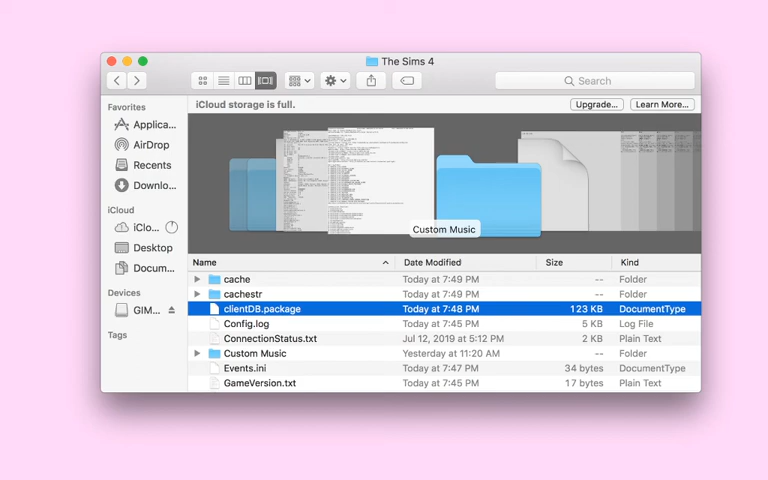 The Sims 4
Search
Favorites
Applica...
AirDrop
Recents
Downlo...
iCloud
iClo...
Desktop
Docum...
Devices
GIM...
Tags
iCloud storage is full.
Upgrade...
Learn More...
Custom Music
Name Date Modified Size Kind
cache Today at 7:49 PM -- Folder
cachestr Today at 7:49 PM -- Folder
clientDB.package Today at 7:48 PM 123 KB DocumentType
Config.log Today at 7:45 PM 5 KB Log File
ConnectionStatus.txt Jul 12, 2019 at 5:12 PM 2 KB Plain Text
Custom Music Yesterday at 11:20 AM -- Folder
Events.ini Today at 7:47 PM 34 bytes DocumentType
GameVersion.txt Today at 7:45 PM 17 bytes Plain Text